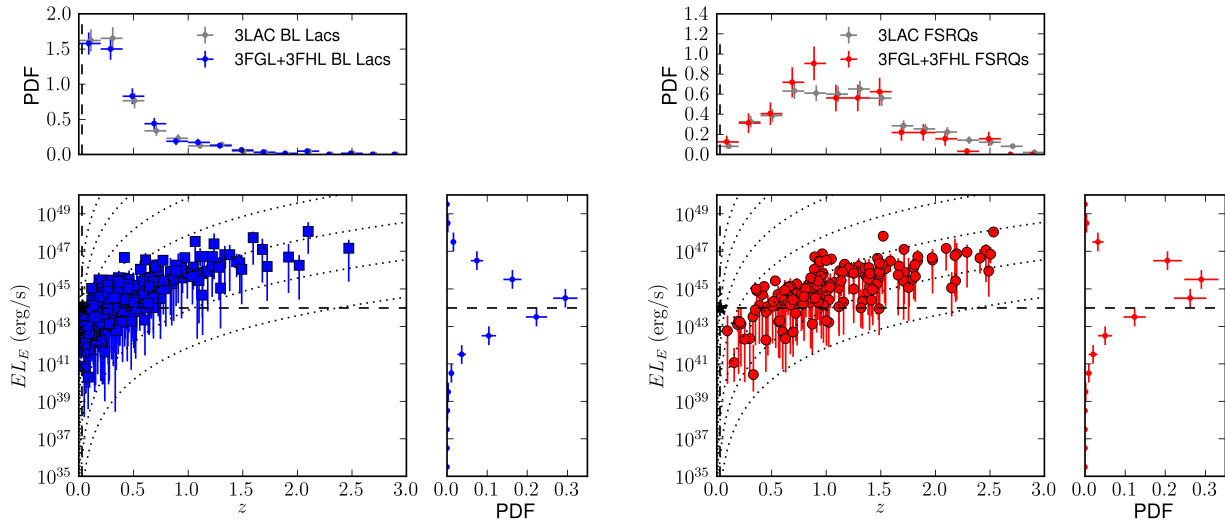 2.0
1.5
1.0
0.5
0.0
PDF
3LAC BL Lacs
3FGL+3FHL BL Lacs
1.4
1.2
1.0
0.8
0.6
0.4
0.2
0.0
PDF
3LAC FSRQs
3FGL+3FHL FSRQs
10^49
10^47
10^45
10^43
10^41
10^39
10^37
10^35
EL_E (erg/s)
0.0 0.5 1.0 1.5 2.0 2.5 3.0
z
0.0 0.1 0.2 0.3
PDF
10^49
10^47
10^45
10^43
10^41
10^39
10^37
10^35
EL_E (erg/s)
0.0 0.5 1.0 1.5 2.0 2.5 3.0
z
0.0 0.1 0.2 0.3
PDF